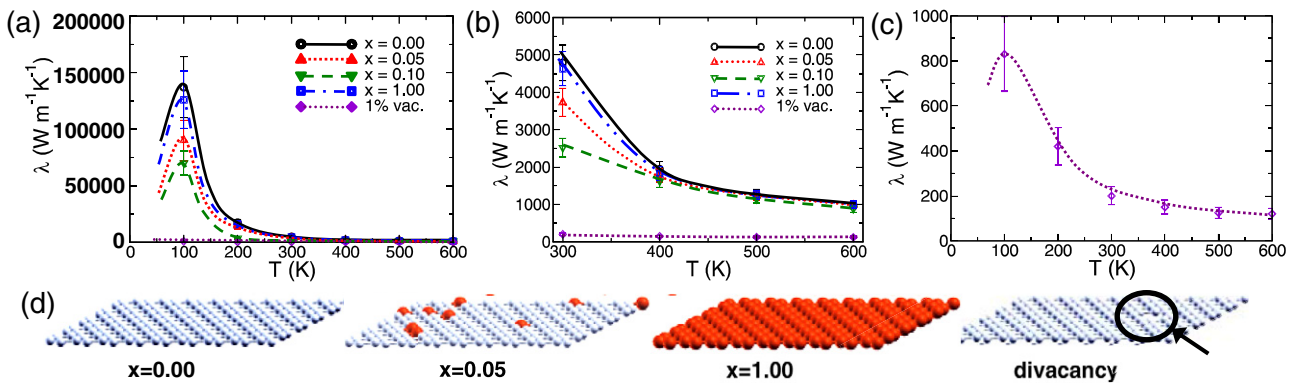 (a)
λ (W m⁻¹K⁻¹)
200000
150000
100000
50000
0
x = 0.00
x = 0.05
x = 0.10
x = 1.00
1% vac.
0 100 200 300 400 500 600
T (K)
(b)
λ (W m⁻¹K⁻¹)
6000
5000
4000
3000
2000
1000
0
x = 0.00
x = 0.05
x = 0.10
x = 1.00
1% vac.
300 400 500 600
T (K)
(c)
λ (W m⁻¹K⁻¹)
1000
800
600
400
200
0
0 100 200 300 400 500 600
T (K)
(d)
x=0.00
x=0.05
x=1.00
divacancy